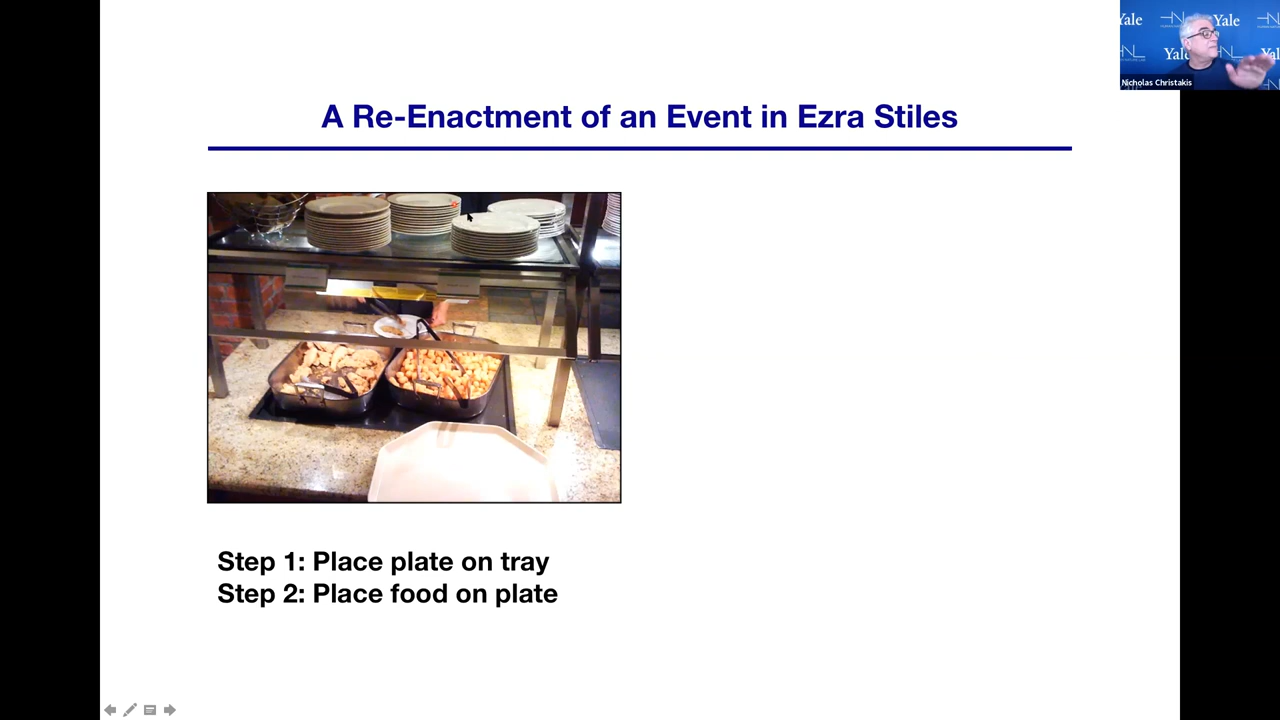 A Re-Enactment of an Event in Ezra Stiles
Yale
Yale
Yale
Yal
Nicholas Christakis
Step 1: Place plate on tray
Step 2: Place food on plate